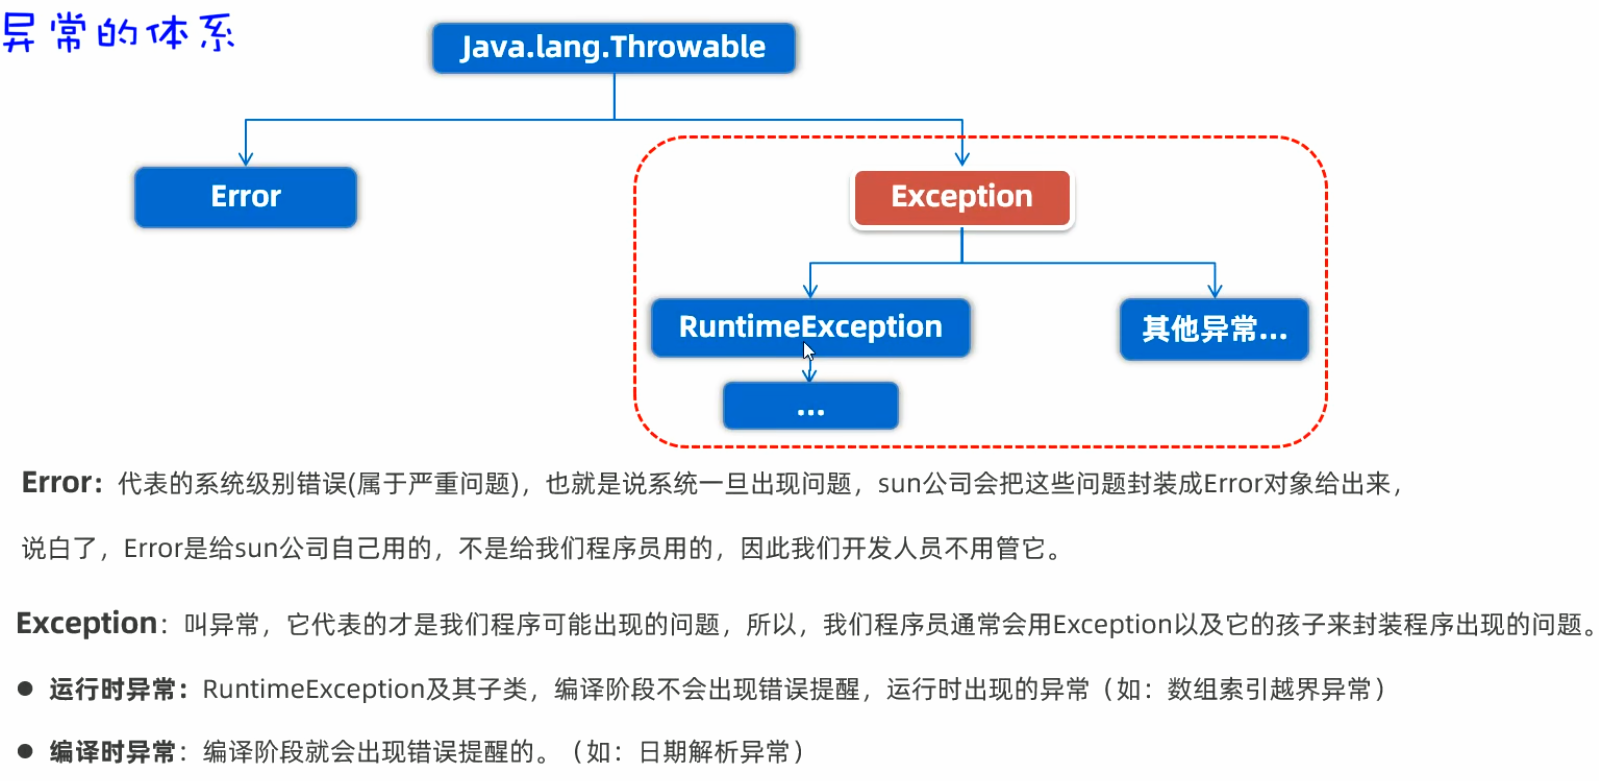 异常的体系
Java.lang.Throwable
Error
Exception
RuntimeException
其他异常...
...
Error：代表的系统级别错误(属于严重问题)，也就是说系统一旦出现问题，sun公司会把这些问题封装成Error对象给出来，
说白了，Error是给sun公司自己用的，不是给我们程序员用的，因此我们开发人员不用管它。
Exception：叫异常，它代表的才是我们程序可能出现的问题，所以，我们程序员通常会用Exception以及它的孩子来封装程序出现的问题。
● 运行时异常：RuntimeException及其子类，编译阶段不会出现错误提醒，运行时出现的异常（如：数组索引越界异常）
● 编译时异常：编译阶段就会出现错误提醒的。（如：日期解析异常）